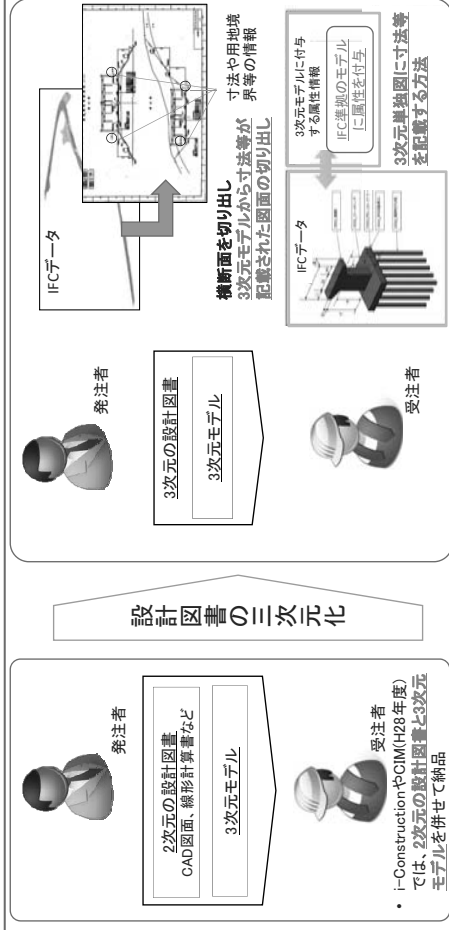 発注者
2次元の設計図書
CAD図面、線形計算書など
3次元モデル
受注者
• i-ConstructionやCIM(H28年度)
では、2次元の設計図書と3次元
モデルを併せて納品
設計図書の三次元化
発注者
3次元の設計図書
3次元モデル
受注者
IFCデータ
横断面を切り出し
3次元モデルから寸法等が
記載された図面の切り出し
寸法や用地境
界等の情報
IFCデータ
3次元モデルに付与
する属性情報
IFC準拠のモデル
に属性を付与
3次元単独図に寸法等
を記載する方法